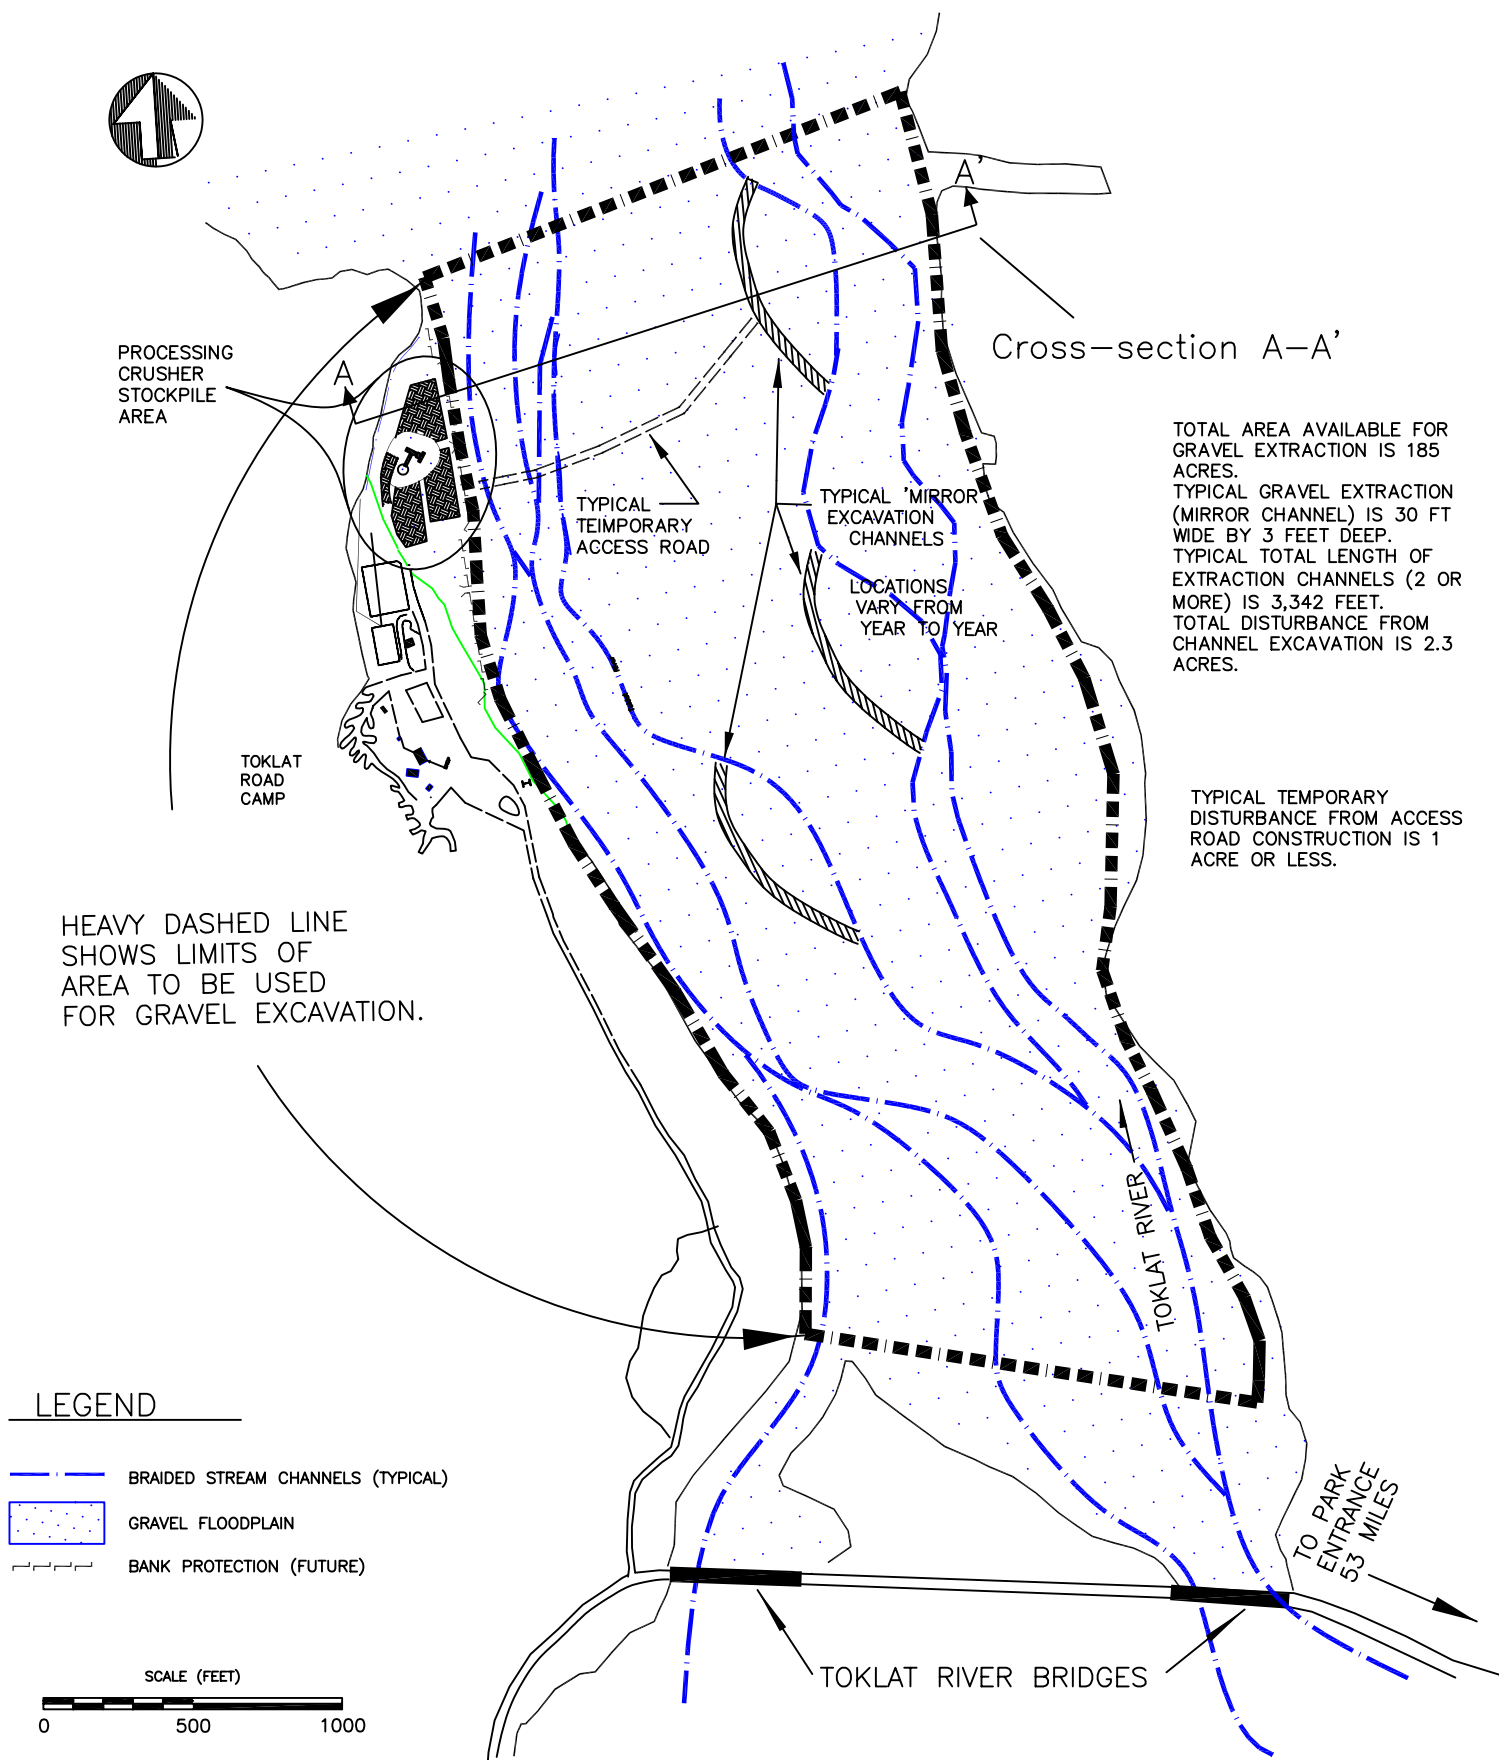 A'
Cross-section A-A'
PROCESSING
CRUSHER
STOCKPILE
AREA
A
TOTAL AREA AVAILABLE FOR
GRAVEL EXTRACTION IS 185
ACRES.
TYPICAL GRAVEL EXTRACTION
(MIRROR CHANNEL) IS 30 FT
WIDE BY 3 FEET DEEP.
TYPICAL TOTAL LENGTH OF
EXTRACTION CHANNELS (2 OR
MORE) IS 3,342 FEET.
TOTAL DISTURBANCE FROM
CHANNEL EXCAVATION IS 2.3
ACRES.
TYPICAL
TEIMPORARY
ACCESS ROAD
TYPICAL 'MIRROR'
EXCAVATION
CHANNELS
LOCATIONS
VARY FROM
YEAR TO YEAR
TOKLAT
ROAD
CAMP
TYPICAL TEMPORARY
DISTURBANCE FROM ACCESS
ROAD CONSTRUCTION IS 1
ACRE OR LESS.
HEAVY DASHED LINE
SHOWS LIMITS OF
AREA TO BE USED
FOR GRAVEL EXCAVATION.
TOKLAT RIVER
LEGEND
BRAIDED STREAM CHANNELS (TYPICAL)
GRAVEL FLOODPLAIN
BANK PROTECTION (FUTURE)
TO PARK
ENTRANCE
53 MILES
TOKLAT RIVER BRIDGES
SCALE (FEET)
0 500 1000